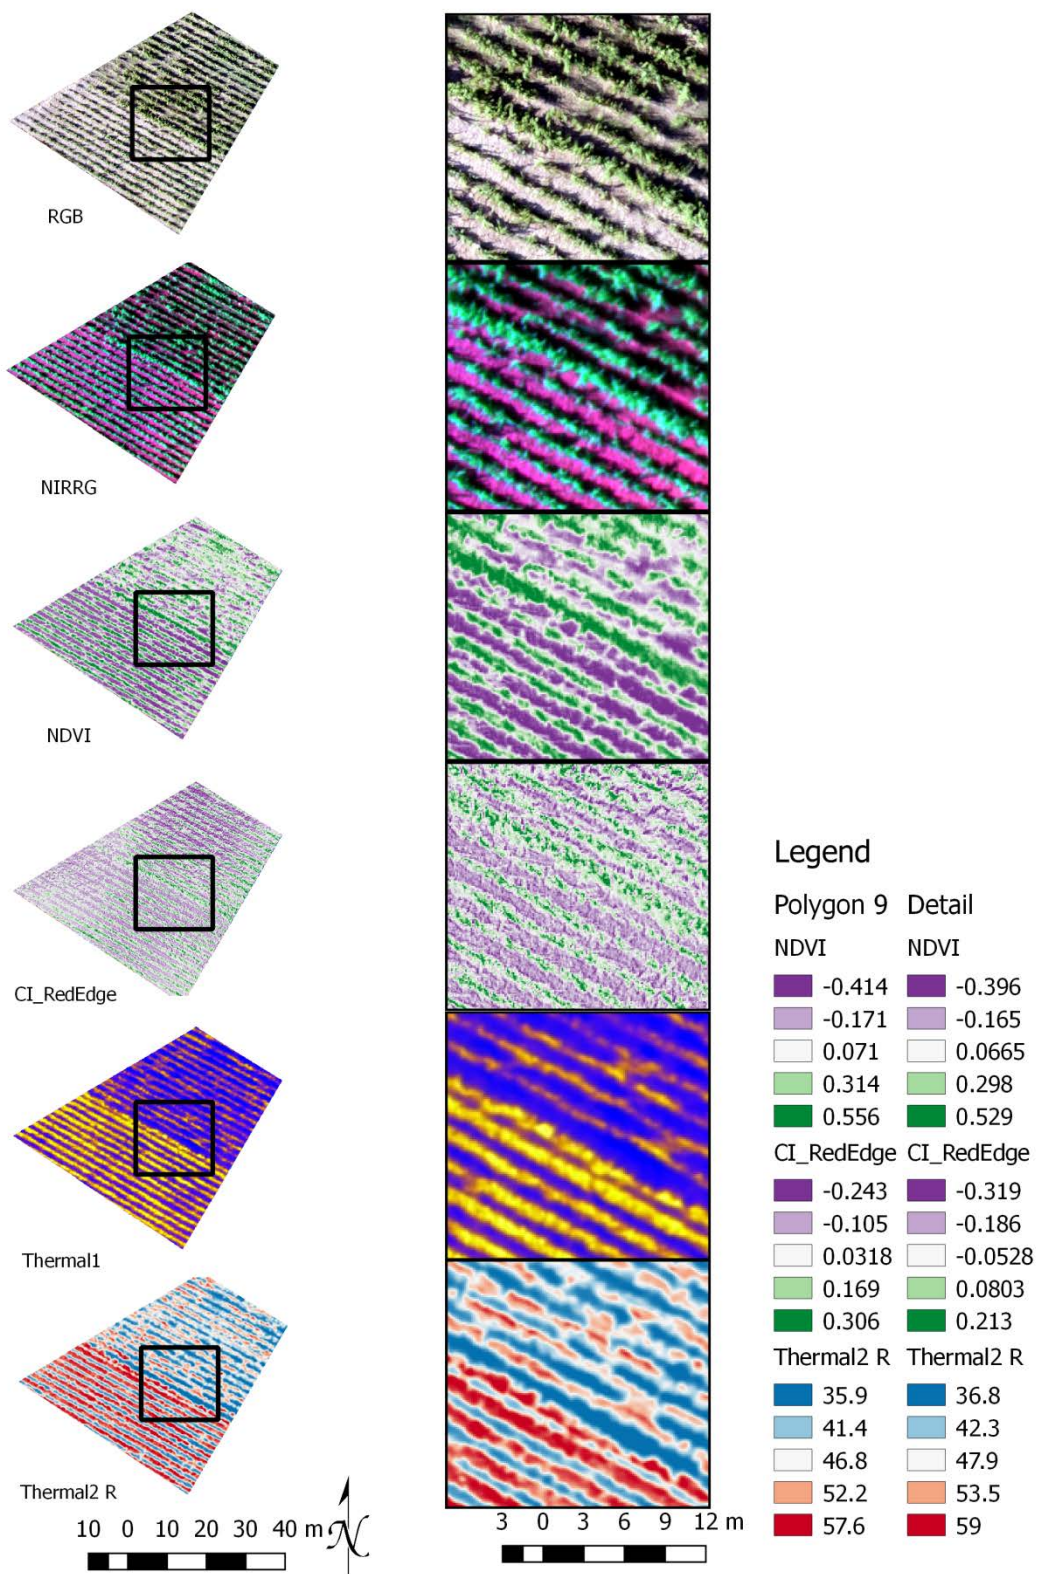 RGB
NIRRG
NDVI
CI_RedEdge
Thermal1
Thermal2 R
10 0 10 20 30 40 m
N
3 0 3 6 9 12 m
Legend
Polygon 9 Detail
NDVI NDVI
-0.414 -0.396
-0.171 -0.165
0.071 0.0665
0.314 0.298
0.556 0.529
CI_RedEdge CI_RedEdge
-0.243 -0.319
-0.105 -0.186
0.0318 -0.0528
0.169 0.0803
0.306 0.213
Thermal2 R Thermal2 R
35.9 36.8
41.4 42.3
46.8 47.9
52.2 53.5
57.6 59